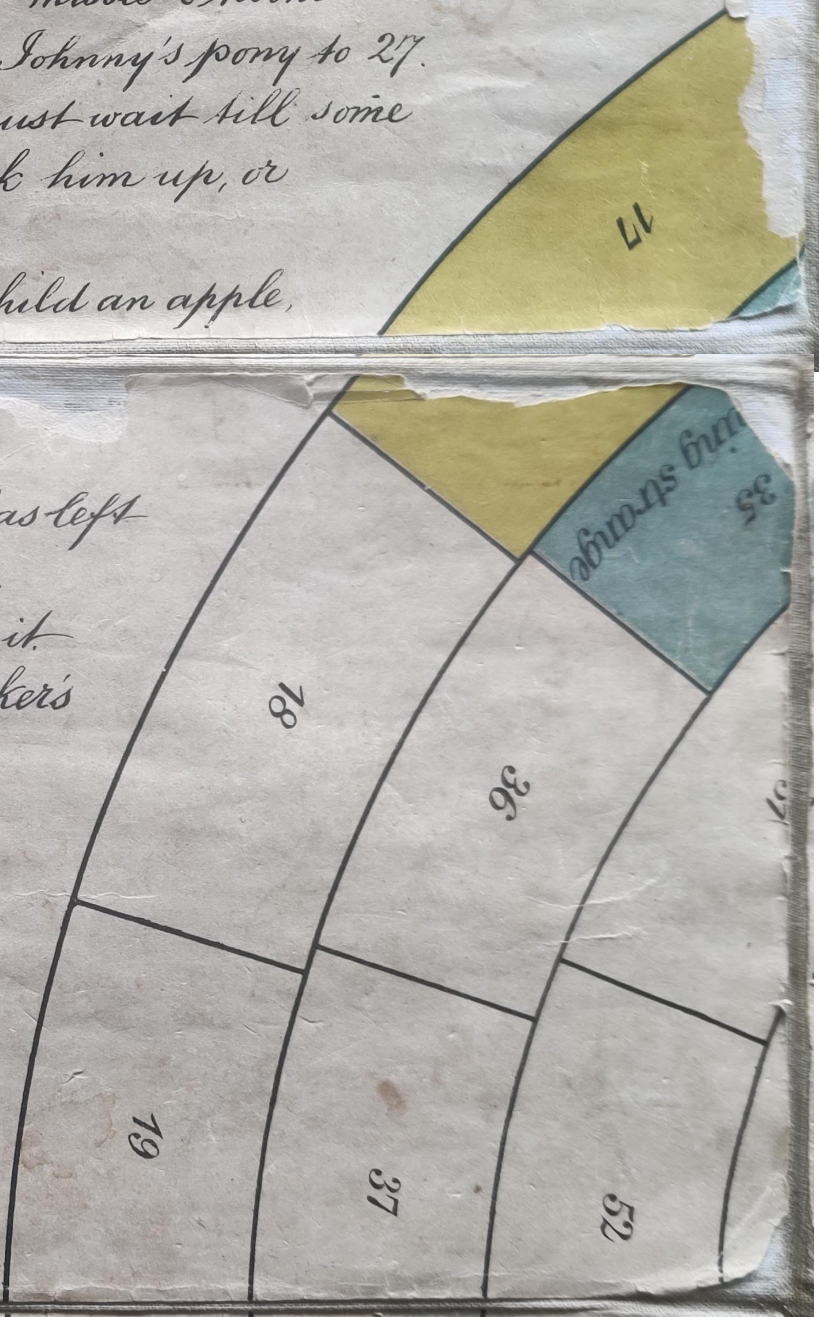 Johnny's pony to 27.
ust wait till some
k him up, or
hild an apple,
17
as left
it.
ker's
ing strange
35
18
36
19
37
52